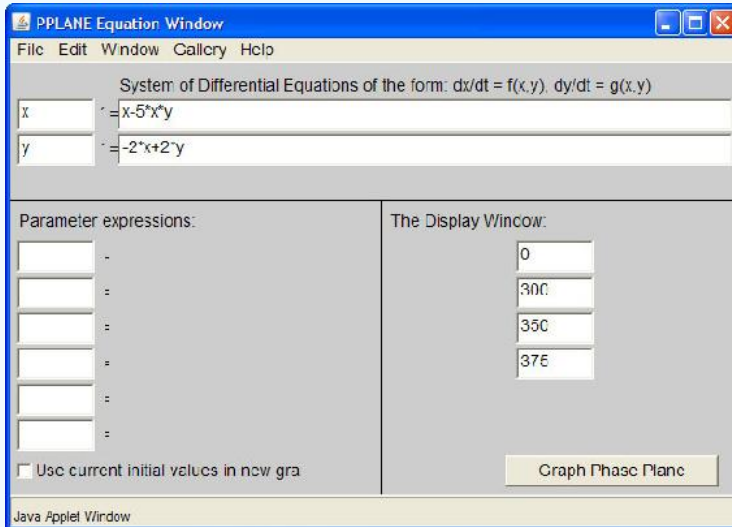 PPLANE Equation Window
File Edit Window Gallery Help
System of Differential Equations of the form: dx/dt = f(x,y), dy/dt = g(x,y)
x ' = x-5*x*y
y ' = -2*x+2*y
Parameter expressions:
The Display Window:
=
0
=
300
=
350
=
375
=
=
Use current initial values in new gra
Graph Phase Plane
Java Applet Window